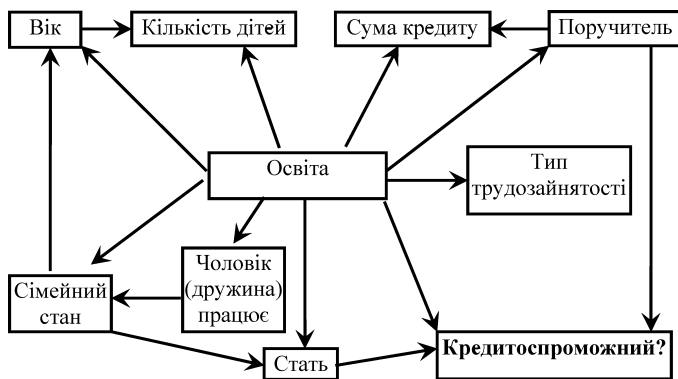 Вік
Кількість дітей
Сума кредиту
Поручитель
Освіта
Тип
трудозайнятості
Чоловік
(дружина)
працює
Сімейний
стан
Стать
Кредитоспроможний?